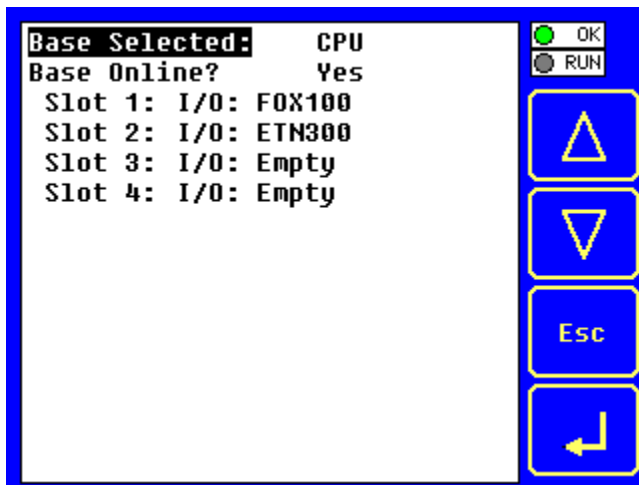 Base Selected: CPU
Base Online? Yes
Slot 1: I/O: FOX100
Slot 2: I/O: ETN300
Slot 3: I/O: Empty
Slot 4: I/O: Empty
OK
RUN
Esc